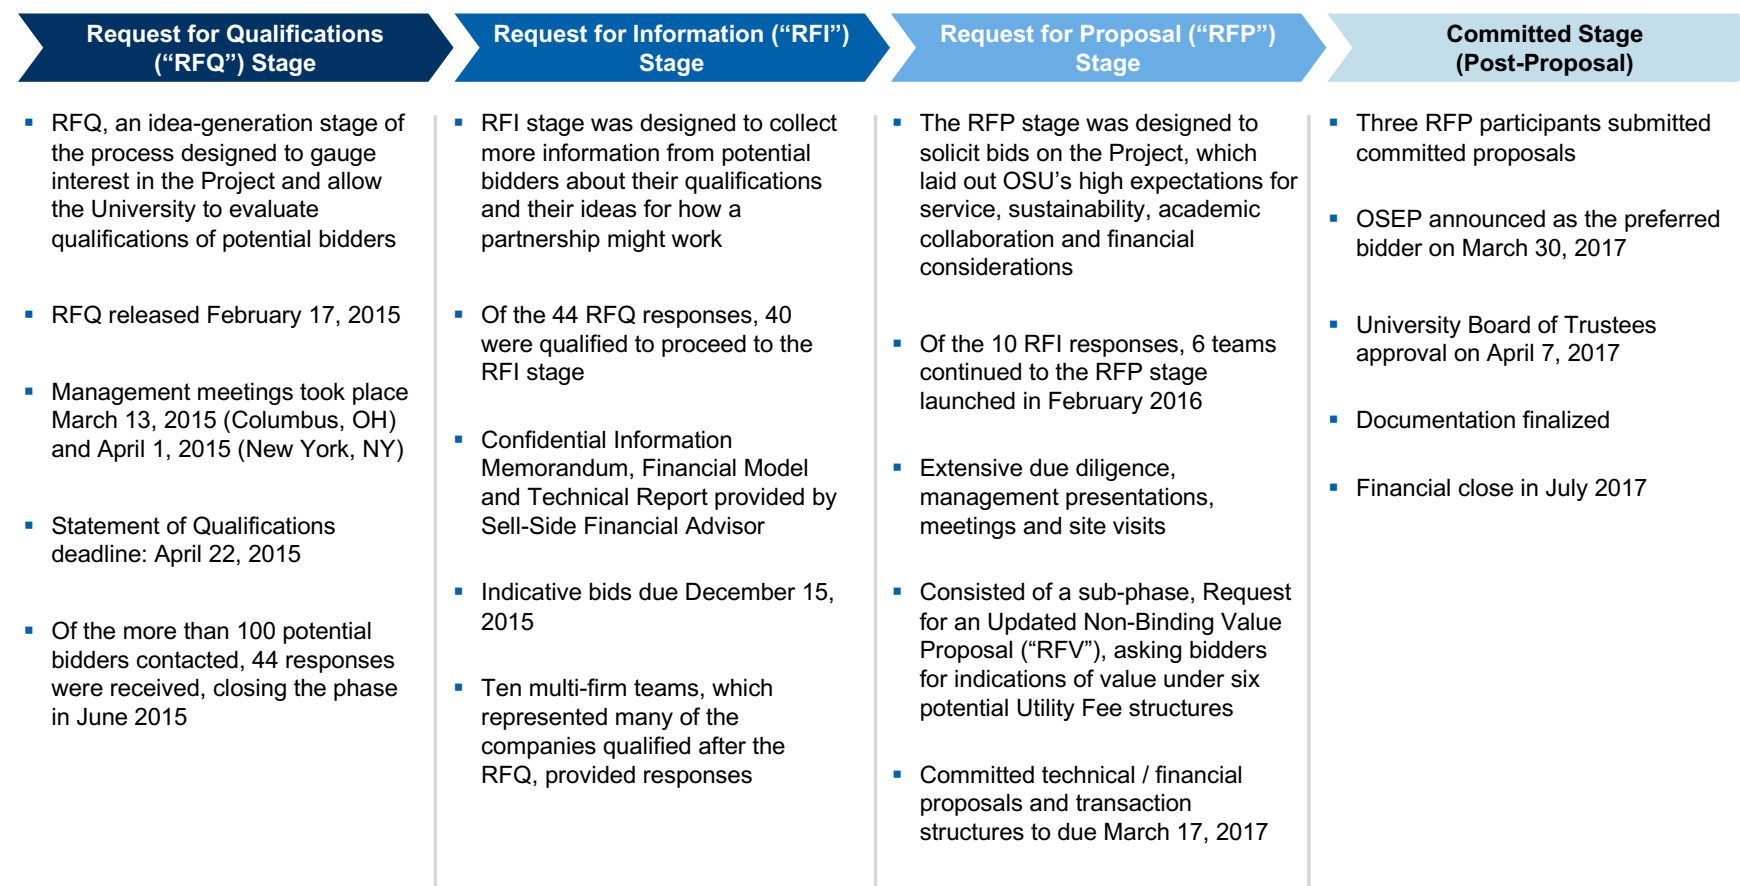 Request for Qualifications
(“RFQ”) Stage
Request for Information (“RFI”)
Stage
Request for Proposal (“RFP”)
Stage
Committed Stage
(Post-Proposal)
▪ RFQ, an idea-generation stage of
the process designed to gauge
interest in the Project and allow
the University to evaluate
qualifications of potential bidders
▪ RFQ released February 17, 2015
▪ Management meetings took place
March 13, 2015 (Columbus, OH)
and April 1, 2015 (New York, NY)
▪ Statement of Qualifications
deadline: April 22, 2015
▪ Of the more than 100 potential
bidders contacted, 44 responses
were received, closing the phase
in June 2015
▪ RFI stage was designed to collect
more information from potential
bidders about their qualifications
and their ideas for how a
partnership might work
▪ Of the 44 RFQ responses, 40
were qualified to proceed to the
RFI stage
▪ Confidential Information
Memorandum, Financial Model
and Technical Report provided by
Sell-Side Financial Advisor
▪ Indicative bids due December 15,
2015
▪ Ten multi-firm teams, which
represented many of the
companies qualified after the
RFQ, provided responses
▪ The RFP stage was designed to
solicit bids on the Project, which
laid out OSU’s high expectations for
service, sustainability, academic
collaboration and financial
considerations
▪ Of the 10 RFI responses, 6 teams
continued to the RFP stage
launched in February 2016
▪ Extensive due diligence,
management presentations,
meetings and site visits
▪ Consisted of a sub-phase, Request
for an Updated Non-Binding Value
Proposal (“RFV”), asking bidders
for indications of value under six
potential Utility Fee structures
▪ Committed technical / financial
proposals and transaction
structures to due March 17, 2017
▪ Three RFP participants submitted
committed proposals
▪ OSEP announced as the preferred
bidder on March 30, 2017
▪ University Board of Trustees
approval on April 7, 2017
▪ Documentation finalized
▪ Financial close in July 2017